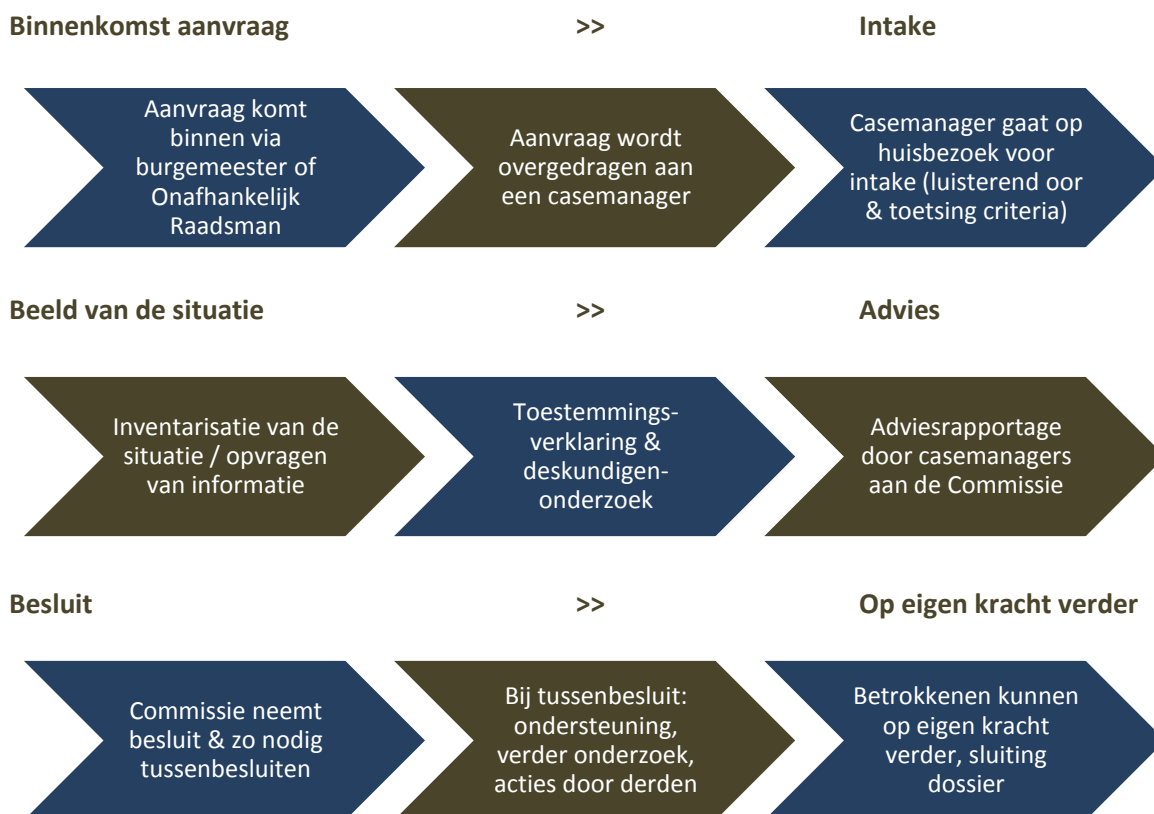 Binnenkomst aanvraag >> Intake
Aanvraag komt
binnen via
burgemeester of
Onafhankelijk
Raadsman
Aanvraag wordt
overgedragen aan
een casemanager
Casemanager gaat op
huisbezoek voor
intake (luisterend oor
& toetsing criteria)
Beeld van de situatie >> Advies
Inventarisatie van de
situatie / opvragen
van informatie
Toestemmings-
verklaring &
deskundigen-
onderzoek
Adviesrapportage
door casemanagers
aan de Commissie
Besluit >> Op eigen kracht verder
Commissie neemt
besluit & zo nodig
tussenbesluiten
Bij tussenbesluit:
ondersteuning,
verder onderzoek,
acties door derden
Betrokkenen kunnen
op eigen kracht
verder, sluiting
dossier